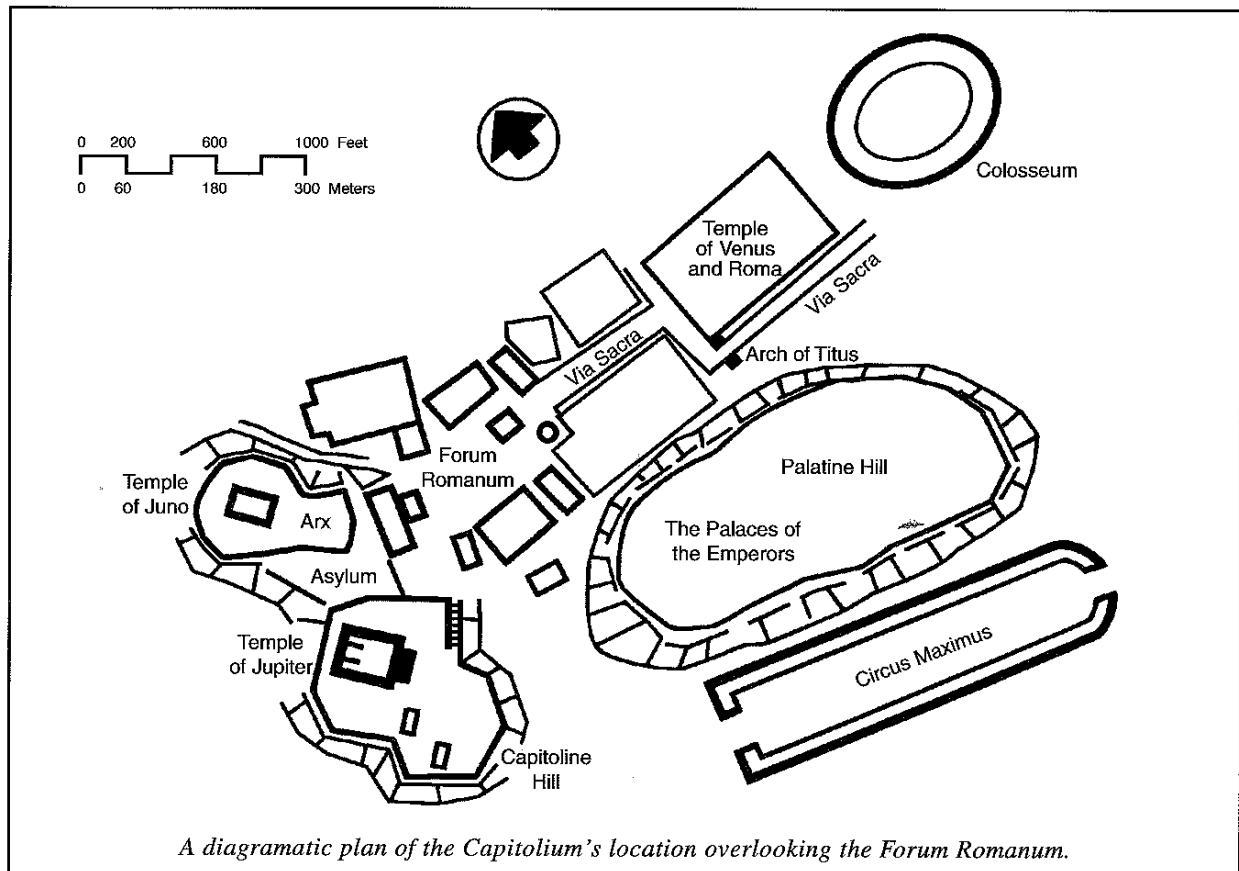 0 200 600 1000 Feet
0 60 180 300 Meters
Colosseum
Temple
of Venus
and Roma
Via Sacra
Via Sacra
Arch of Titus
Forum
Romanum
Temple
of Juno
Arx
Palatine Hill
The Palaces of
the Emperors
Asylum
Temple
of Jupiter
Circus Maximus
Capitoline
Hill
A diagramatic plan of the Capitolium's location overlooking the Forum Romanum.